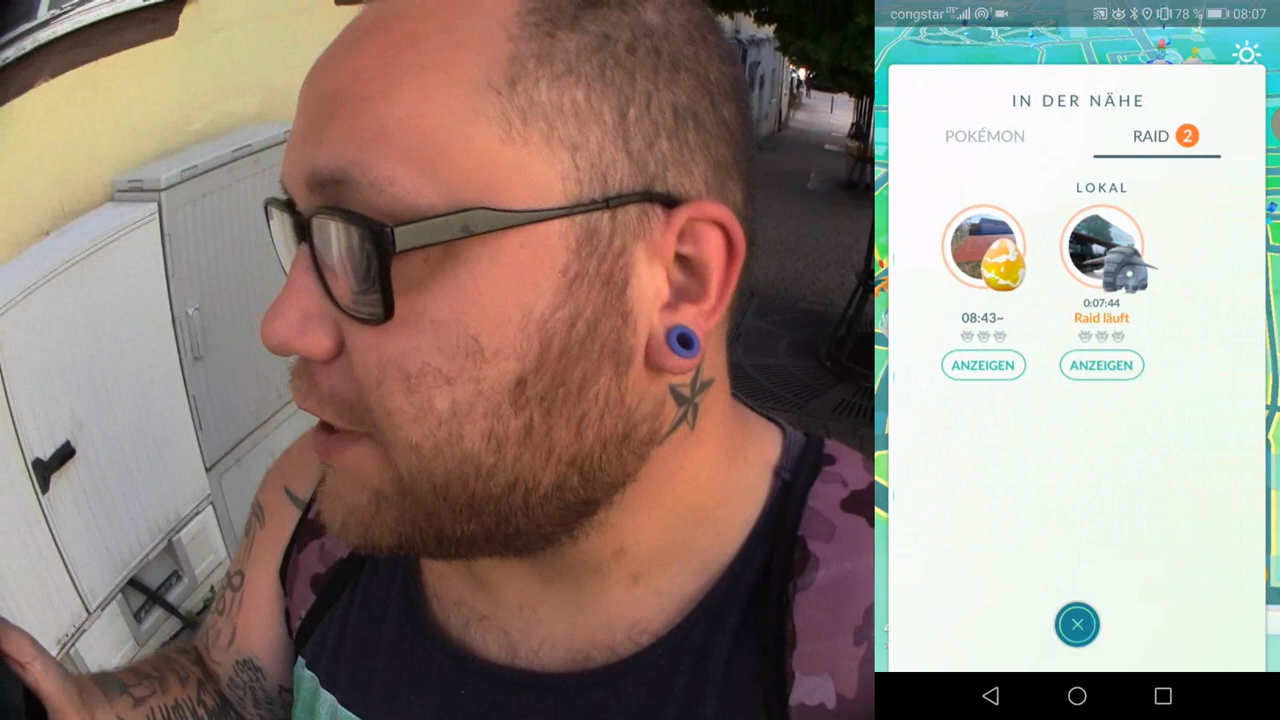 congstar LTE 78 % 08:07
IN DER NÄHE
POKÉMON RAID 2
LOKAL
0:07:44
08:43~ Raid läuft
ANZEIGEN ANZEIGEN